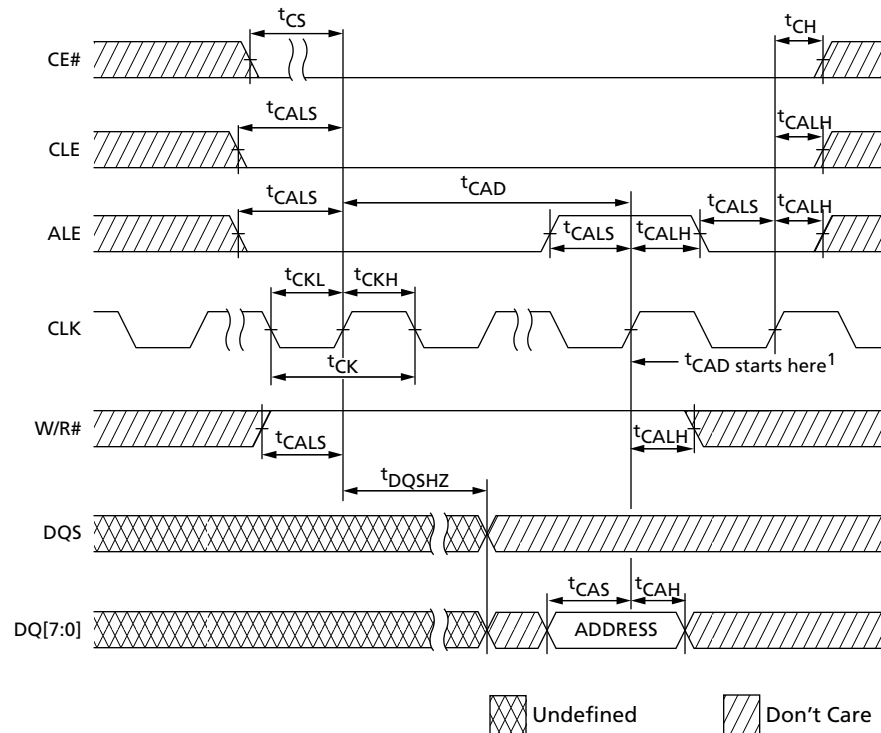 tCS
tCH
CE#
tCALS
tCALH
CLE
tCALS
tCAD
tCALS
tCALH
ALE
tCALS
tCALH
tCKL
tCKH
CLK
tCK
tCAD starts here1
W/R#
tCALS
tCALH
tDQSHZ
DQS
tCAS
tCAH
DQ[7:0]
ADDRESS
Undefined
Don't Care